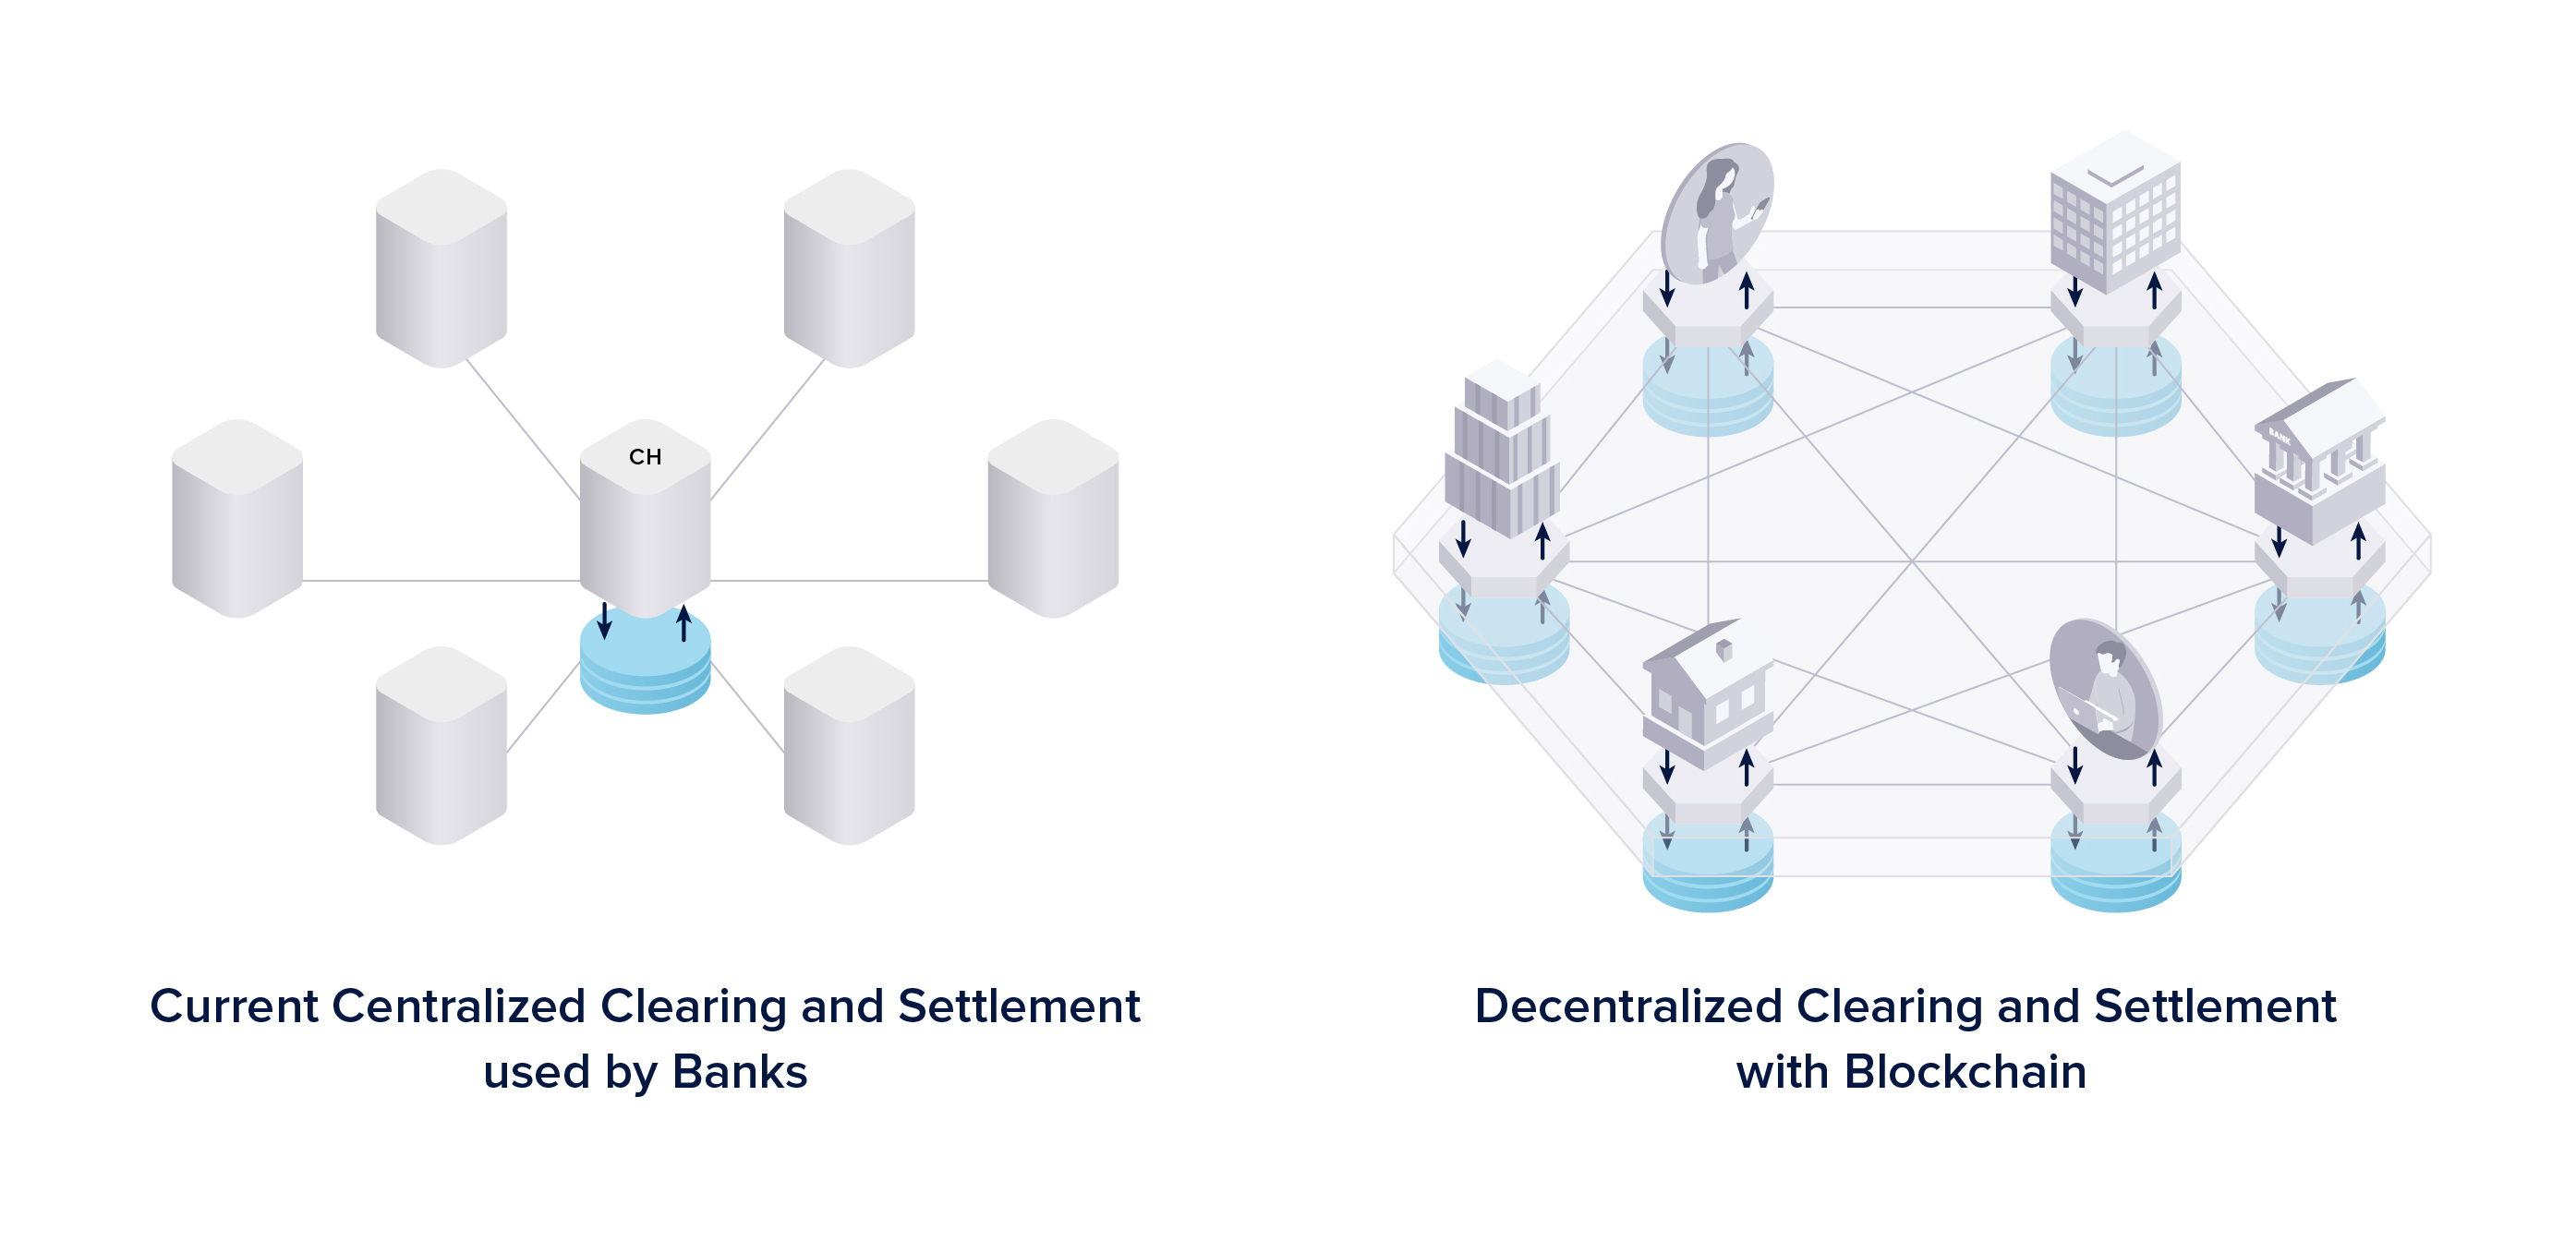 CH
BANK
Current Centralized Clearing and Settlement
used by Banks
Decentralized Clearing and Settlement
with Blockchain